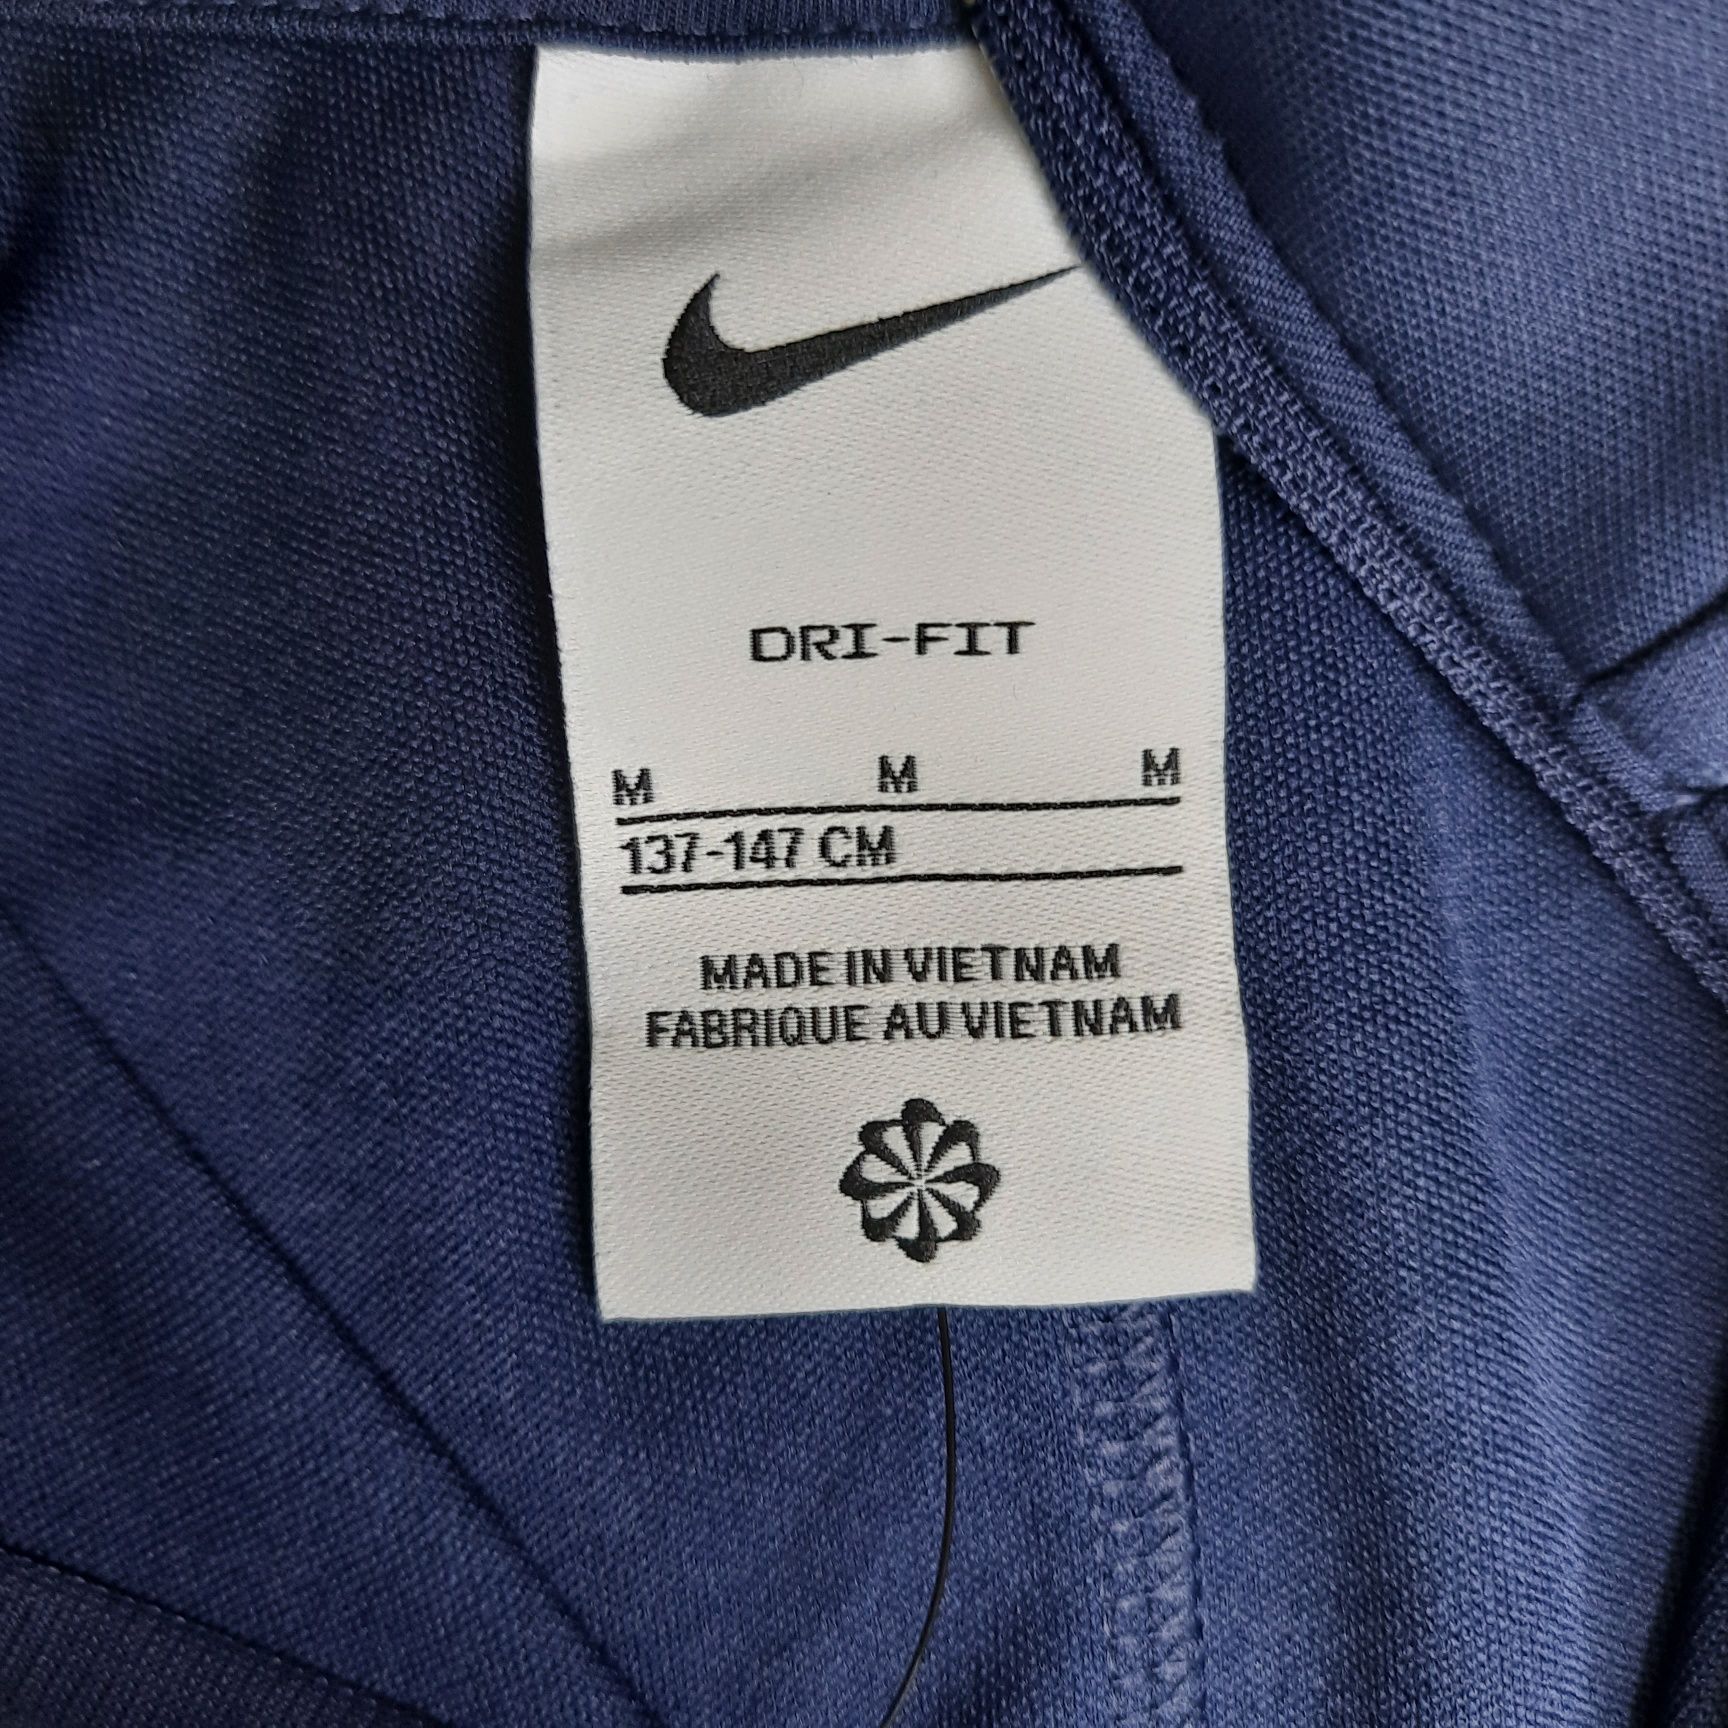 DRI-FIT
M M M
137-147 CM
MADE IN VIETNAM
FABRIQUE AU VIETNAM